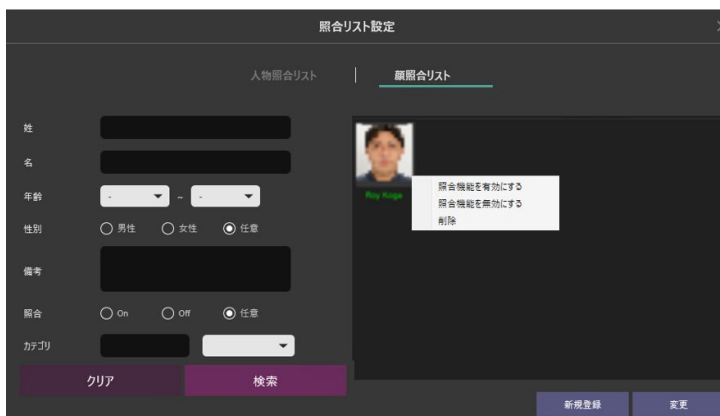 照合リスト設定
人物照合リスト
顔照合リスト
姓
名
年齢
-
~
-
性別
男性
女性
任意
備考
照合
On
Off
任意
カテゴリ
クリア
検索
Roy Koga
照合機能を有効にする
照合機能を無効にする
削除
新規登録
変更